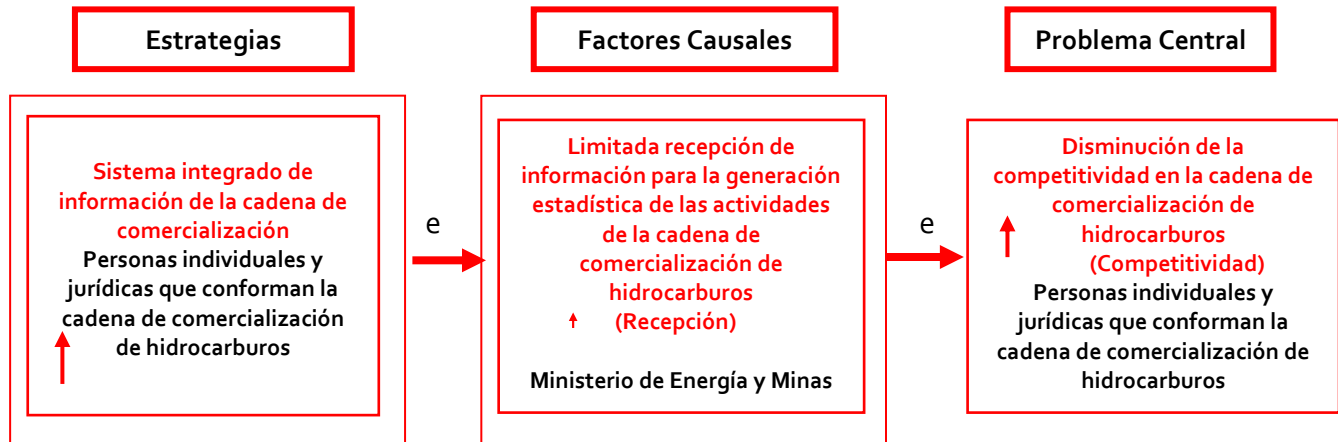 Estrategias
Factores Causales
Problema Central
Sistema integrado de
información de la cadena de
comercialización
Personas individuales y
jurídicas que conforman la
cadena de comercialización
de hidrocarburos
e
Limitada recepción de
información para la generación
estadística de las actividades
de la cadena de
comercialización de
hidrocarburos
(Recepción)
Ministerio de Energía y Minas
e
Disminución de la
competitividad en la cadena de
comercialización de
hidrocarburos
(Competitividad)
Personas individuales y
jurídicas que conforman la
cadena de comercialización de
hidrocarburos